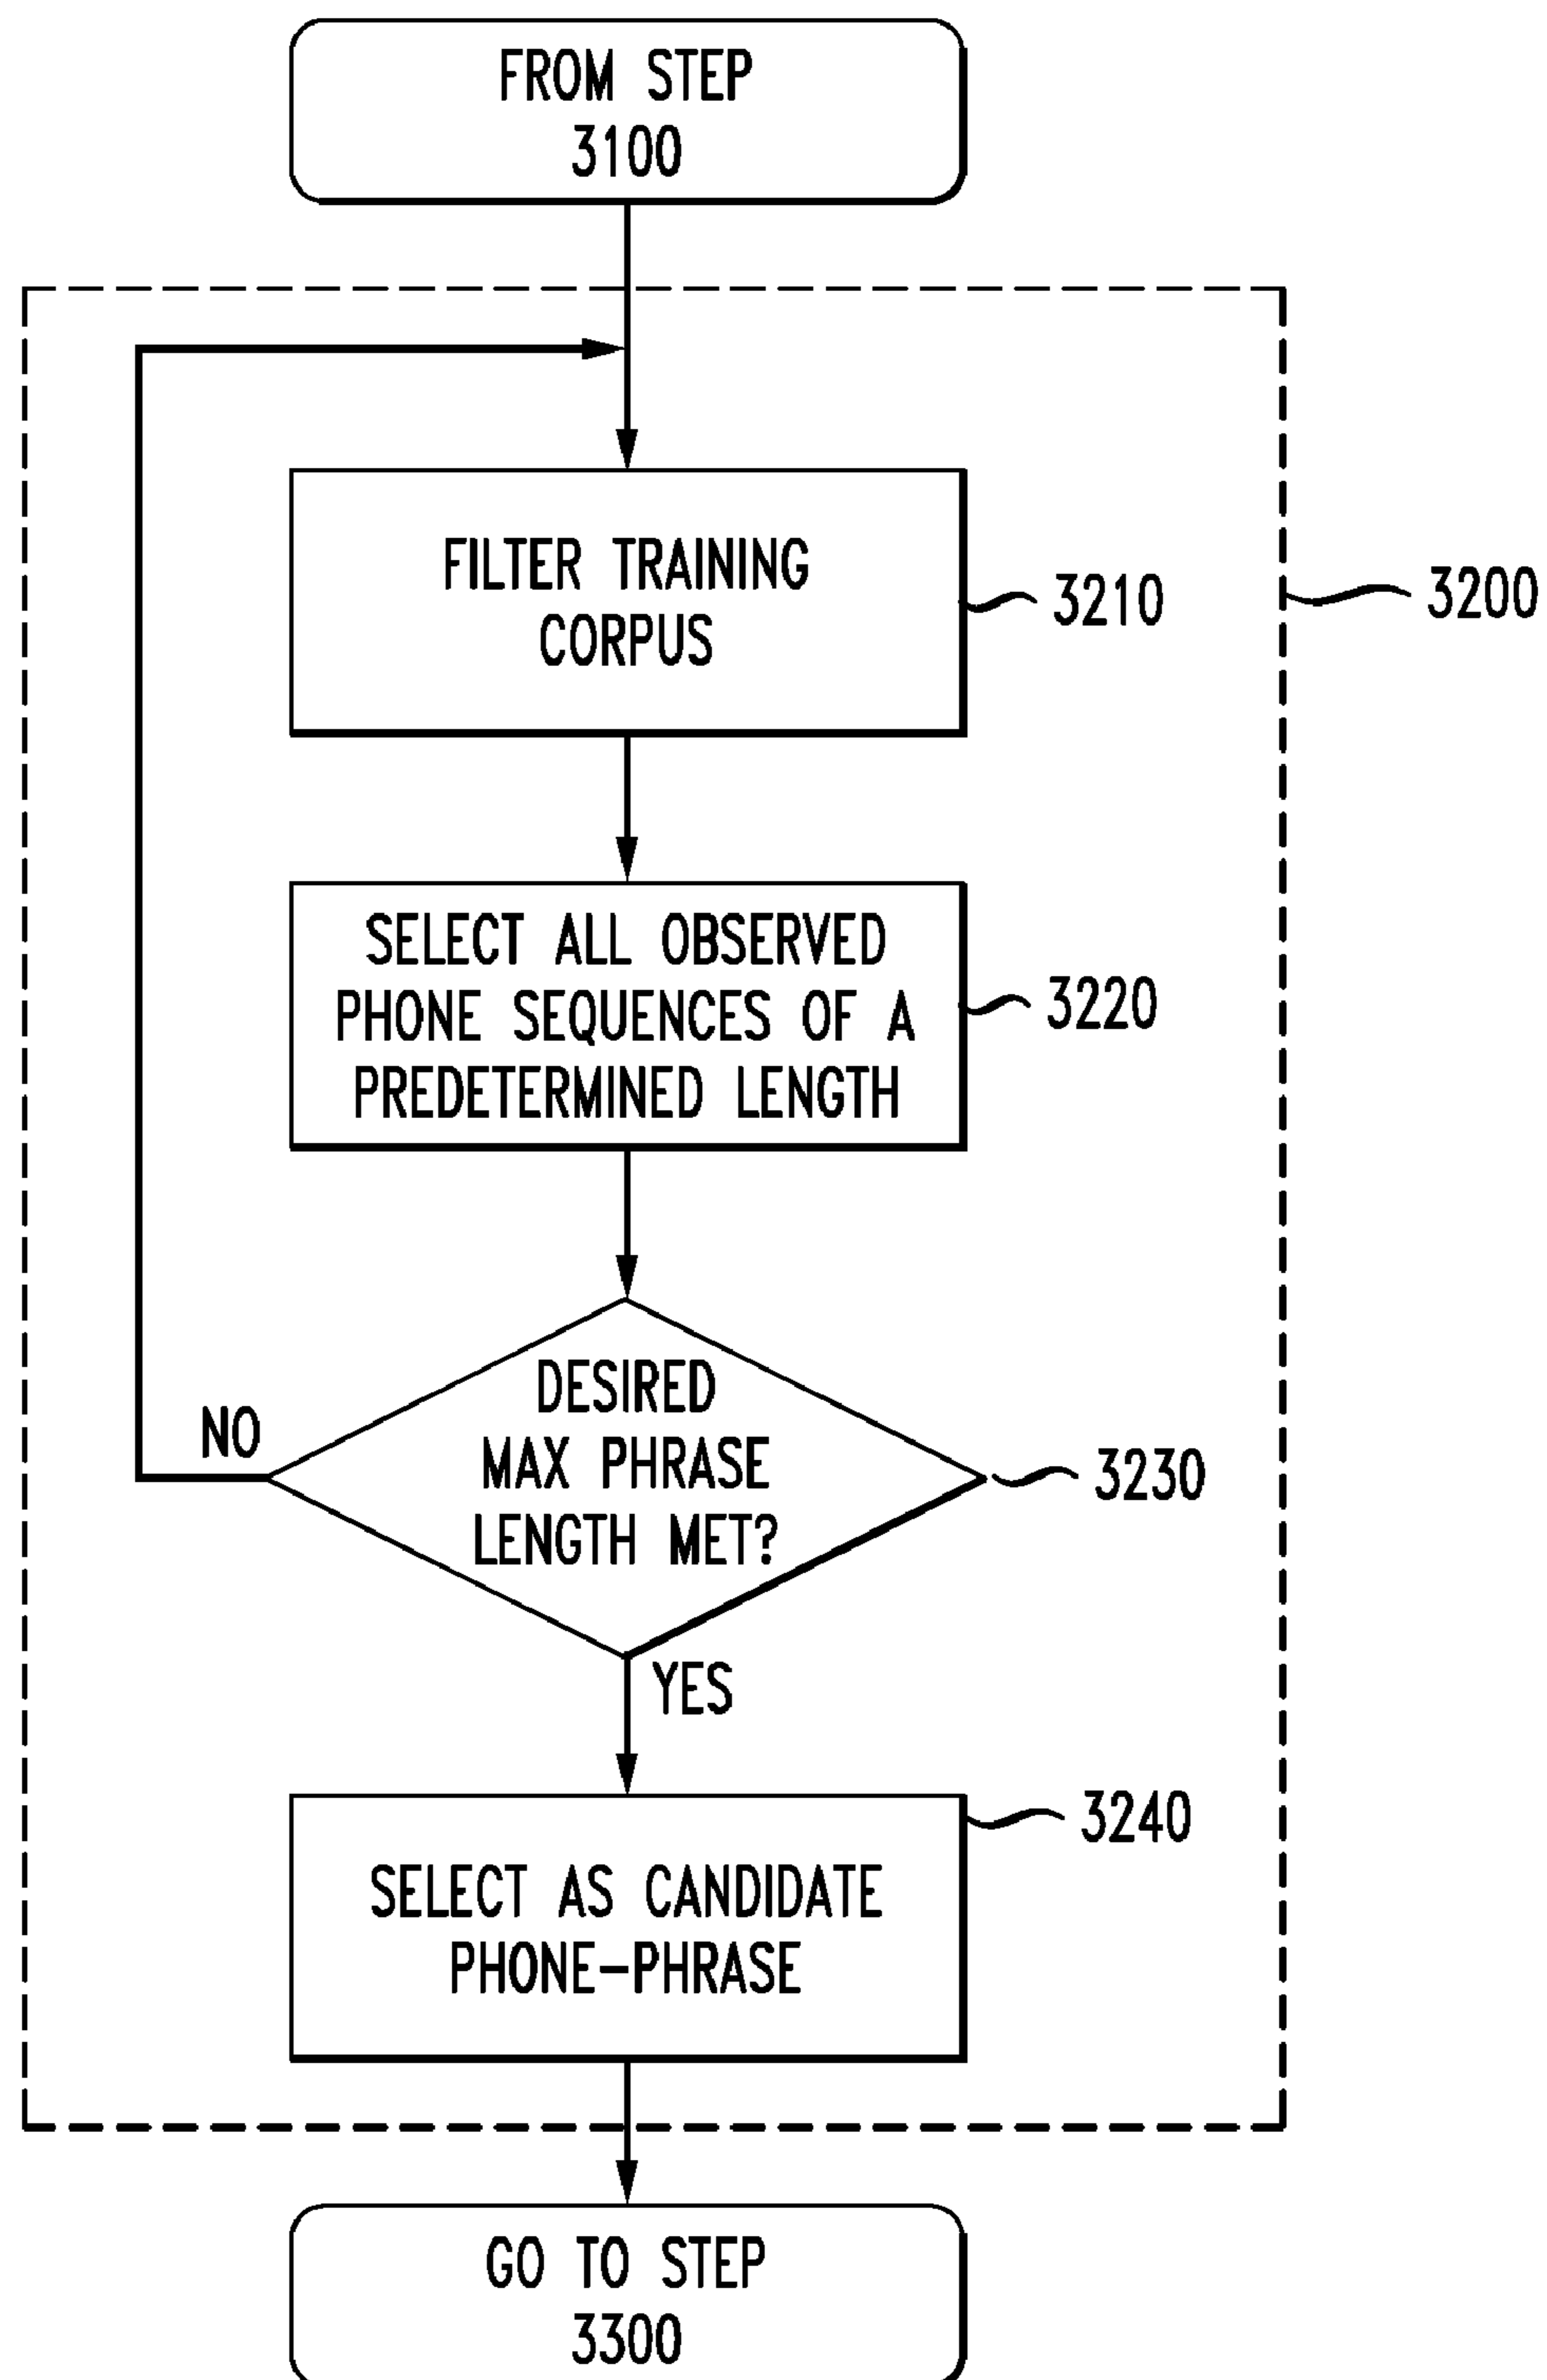 FROM STEP
3100
FILTER TRAINING
CORPUS
3210
3200
SELECT ALL OBSERVED
PHONE SEQUENCES OF A
PREDETERMINED LENGTH
3220
DESIRED
MAX PHRASE
LENGTH MET?
NO
3230
YES
3240
SELECT AS CANDIDATE
PHONE-PHRASE
GO TO STEP
3300